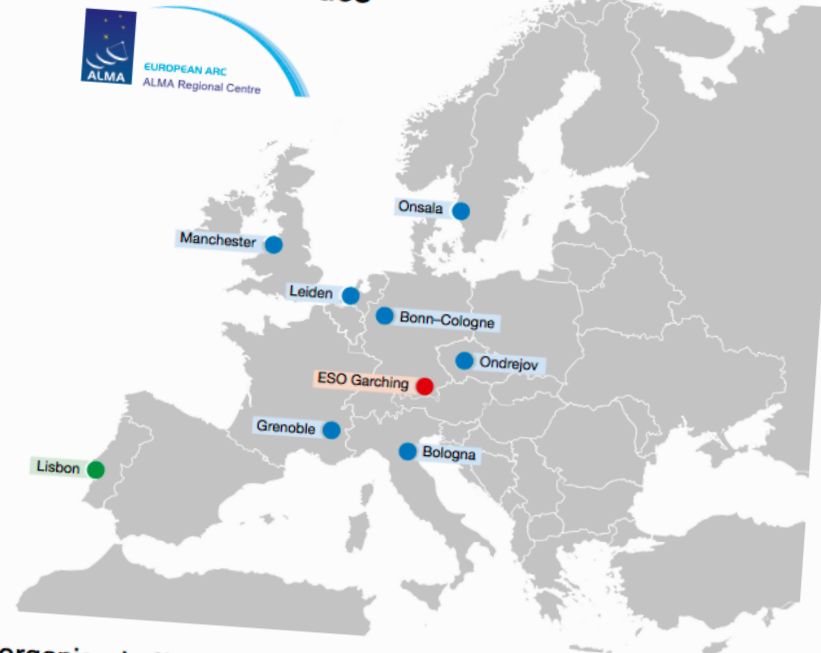 ALMA
EUROPEAN ARC
ALMA Regional Centre
Onsala
Manchester
Leiden
Bonn–Cologne
Ondrejov
ESO Garching
Grenoble
Bologna
Lisbon